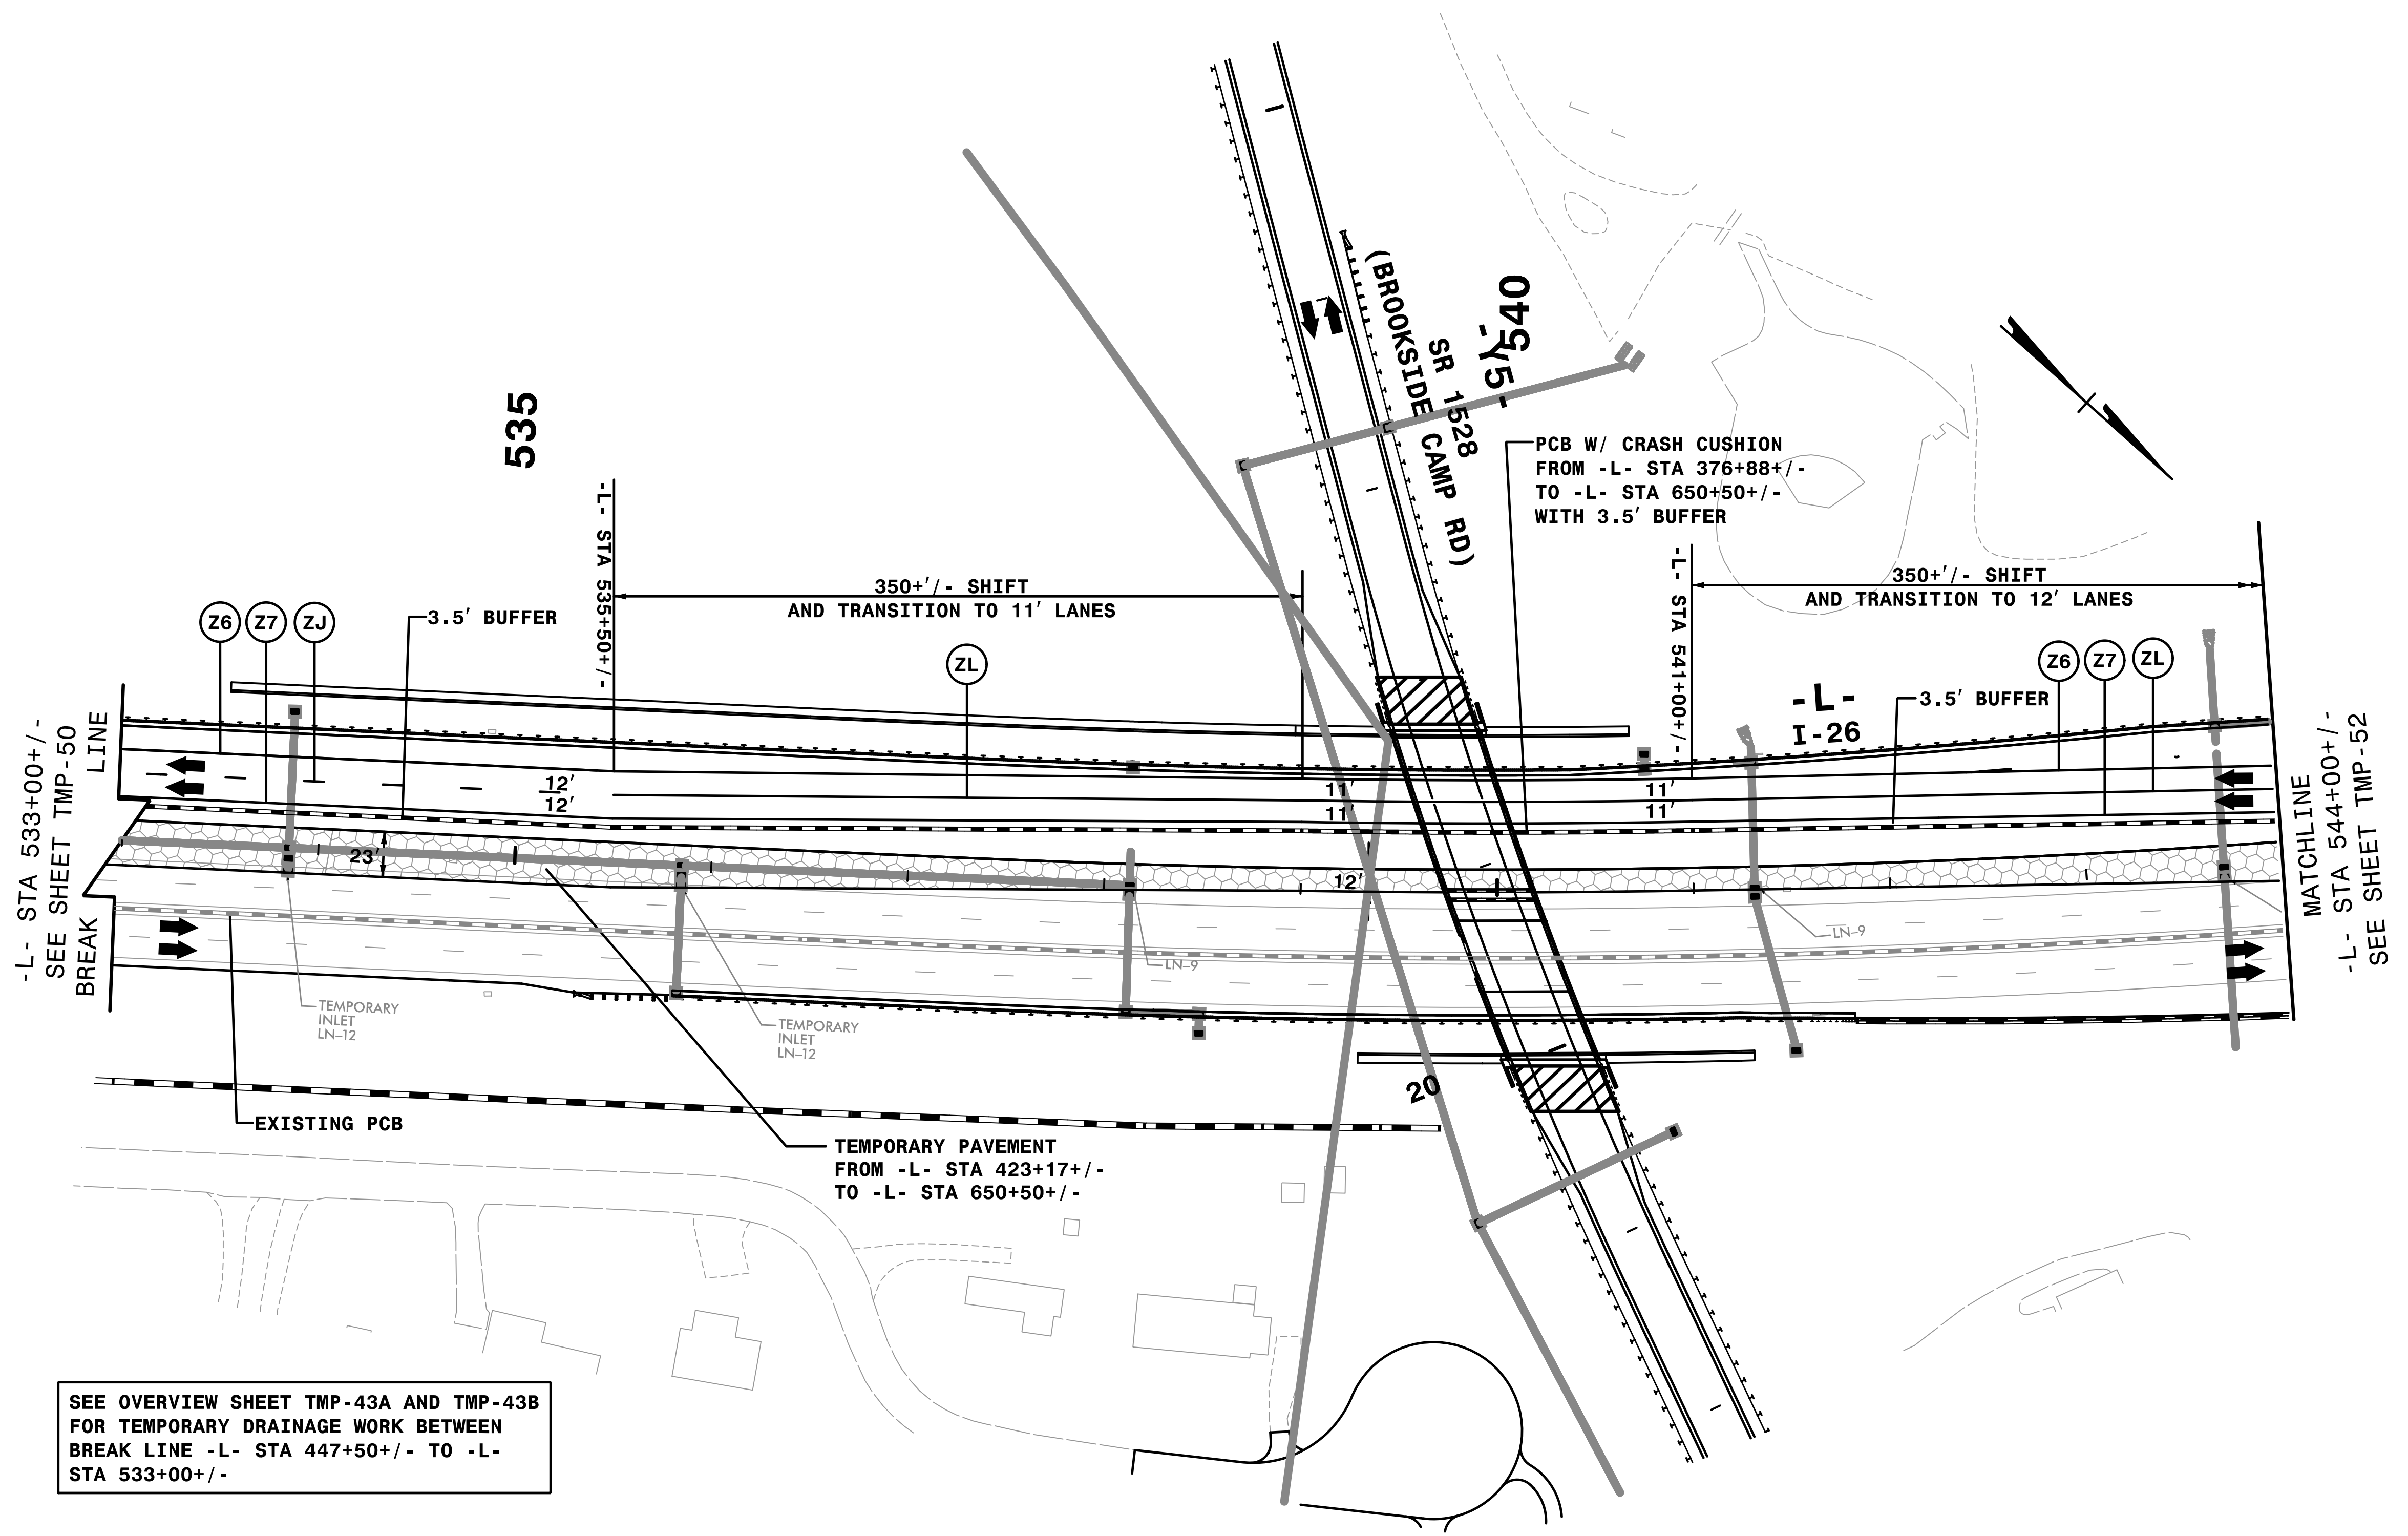 540
-Y5-
SR 1528
(BROOKSIDE CAMP RD)
535
PCB W/ CRASH CUSHION
FROM -L- STA 376+88+/-
TO -L- STA 650+50+/-
WITH 3.5' BUFFER
-L- STA 535+50+/-
350+'/- SHIFT
AND TRANSITION TO 11' LANES
-L- STA 541+00+/-
350+'/- SHIFT
AND TRANSITION TO 12' LANES
Z6
Z7
ZJ
3.5' BUFFER
ZL
Z6
Z7
ZL
-L-
I-26
3.5' BUFFER
-L- STA 533+00+/-
SEE SHEET TMP-50
BREAK LINE
12'
12'
11'
11'
11'
11'
MATCHLINE
-L- STA 544+00+/-
SEE SHEET TMP-52
23'
12'
LN-9
LN-9
TEMPORARY
INLET
LN-12
TEMPORARY
INLET
LN-12
20
EXISTING PCB
TEMPORARY PAVEMENT
FROM -L- STA 423+17+/-
TO -L- STA 650+50+/-
SEE OVERVIEW SHEET TMP-43A AND TMP-43B
FOR TEMPORARY DRAINAGE WORK BETWEEN
BREAK LINE -L- STA 447+50+/- TO -L-
STA 533+00+/-